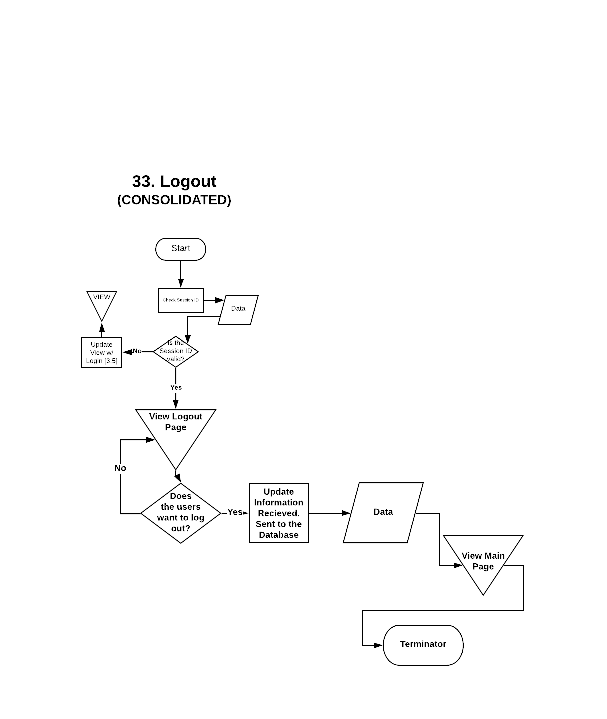 33. Logout
(CONSOLIDATED)
Start
Check Session ID
Data
VIEW
Is the
Session ID
valid?
No
Update
View w/
Login [3.5]
Yes
View Logout
Page
No
Does
the users
want to log
out?
Yes
Update
Information
Recieved.
Sent to the
Database
Data
View Main
Page
Terminator